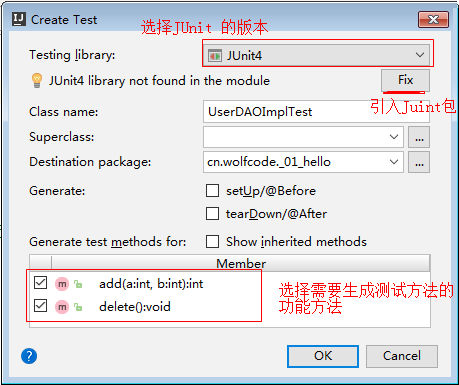 Create Test
选择JUnit 的版本
Testing library: JUnit4
JUnit4 library not found in the module Fix
引入Juint包
Class name: UserDAOImplTest
Superclass: ...
Destination package: cn.wolfcode._01_hello ...
Generate: setUp/@Before
tearDown/@After
Generate test methods for: Show inherited methods
Member
m add(a:int, b:int):int
m delete():void
选择需要生成测试方法的
功能方法
? OK Cancel